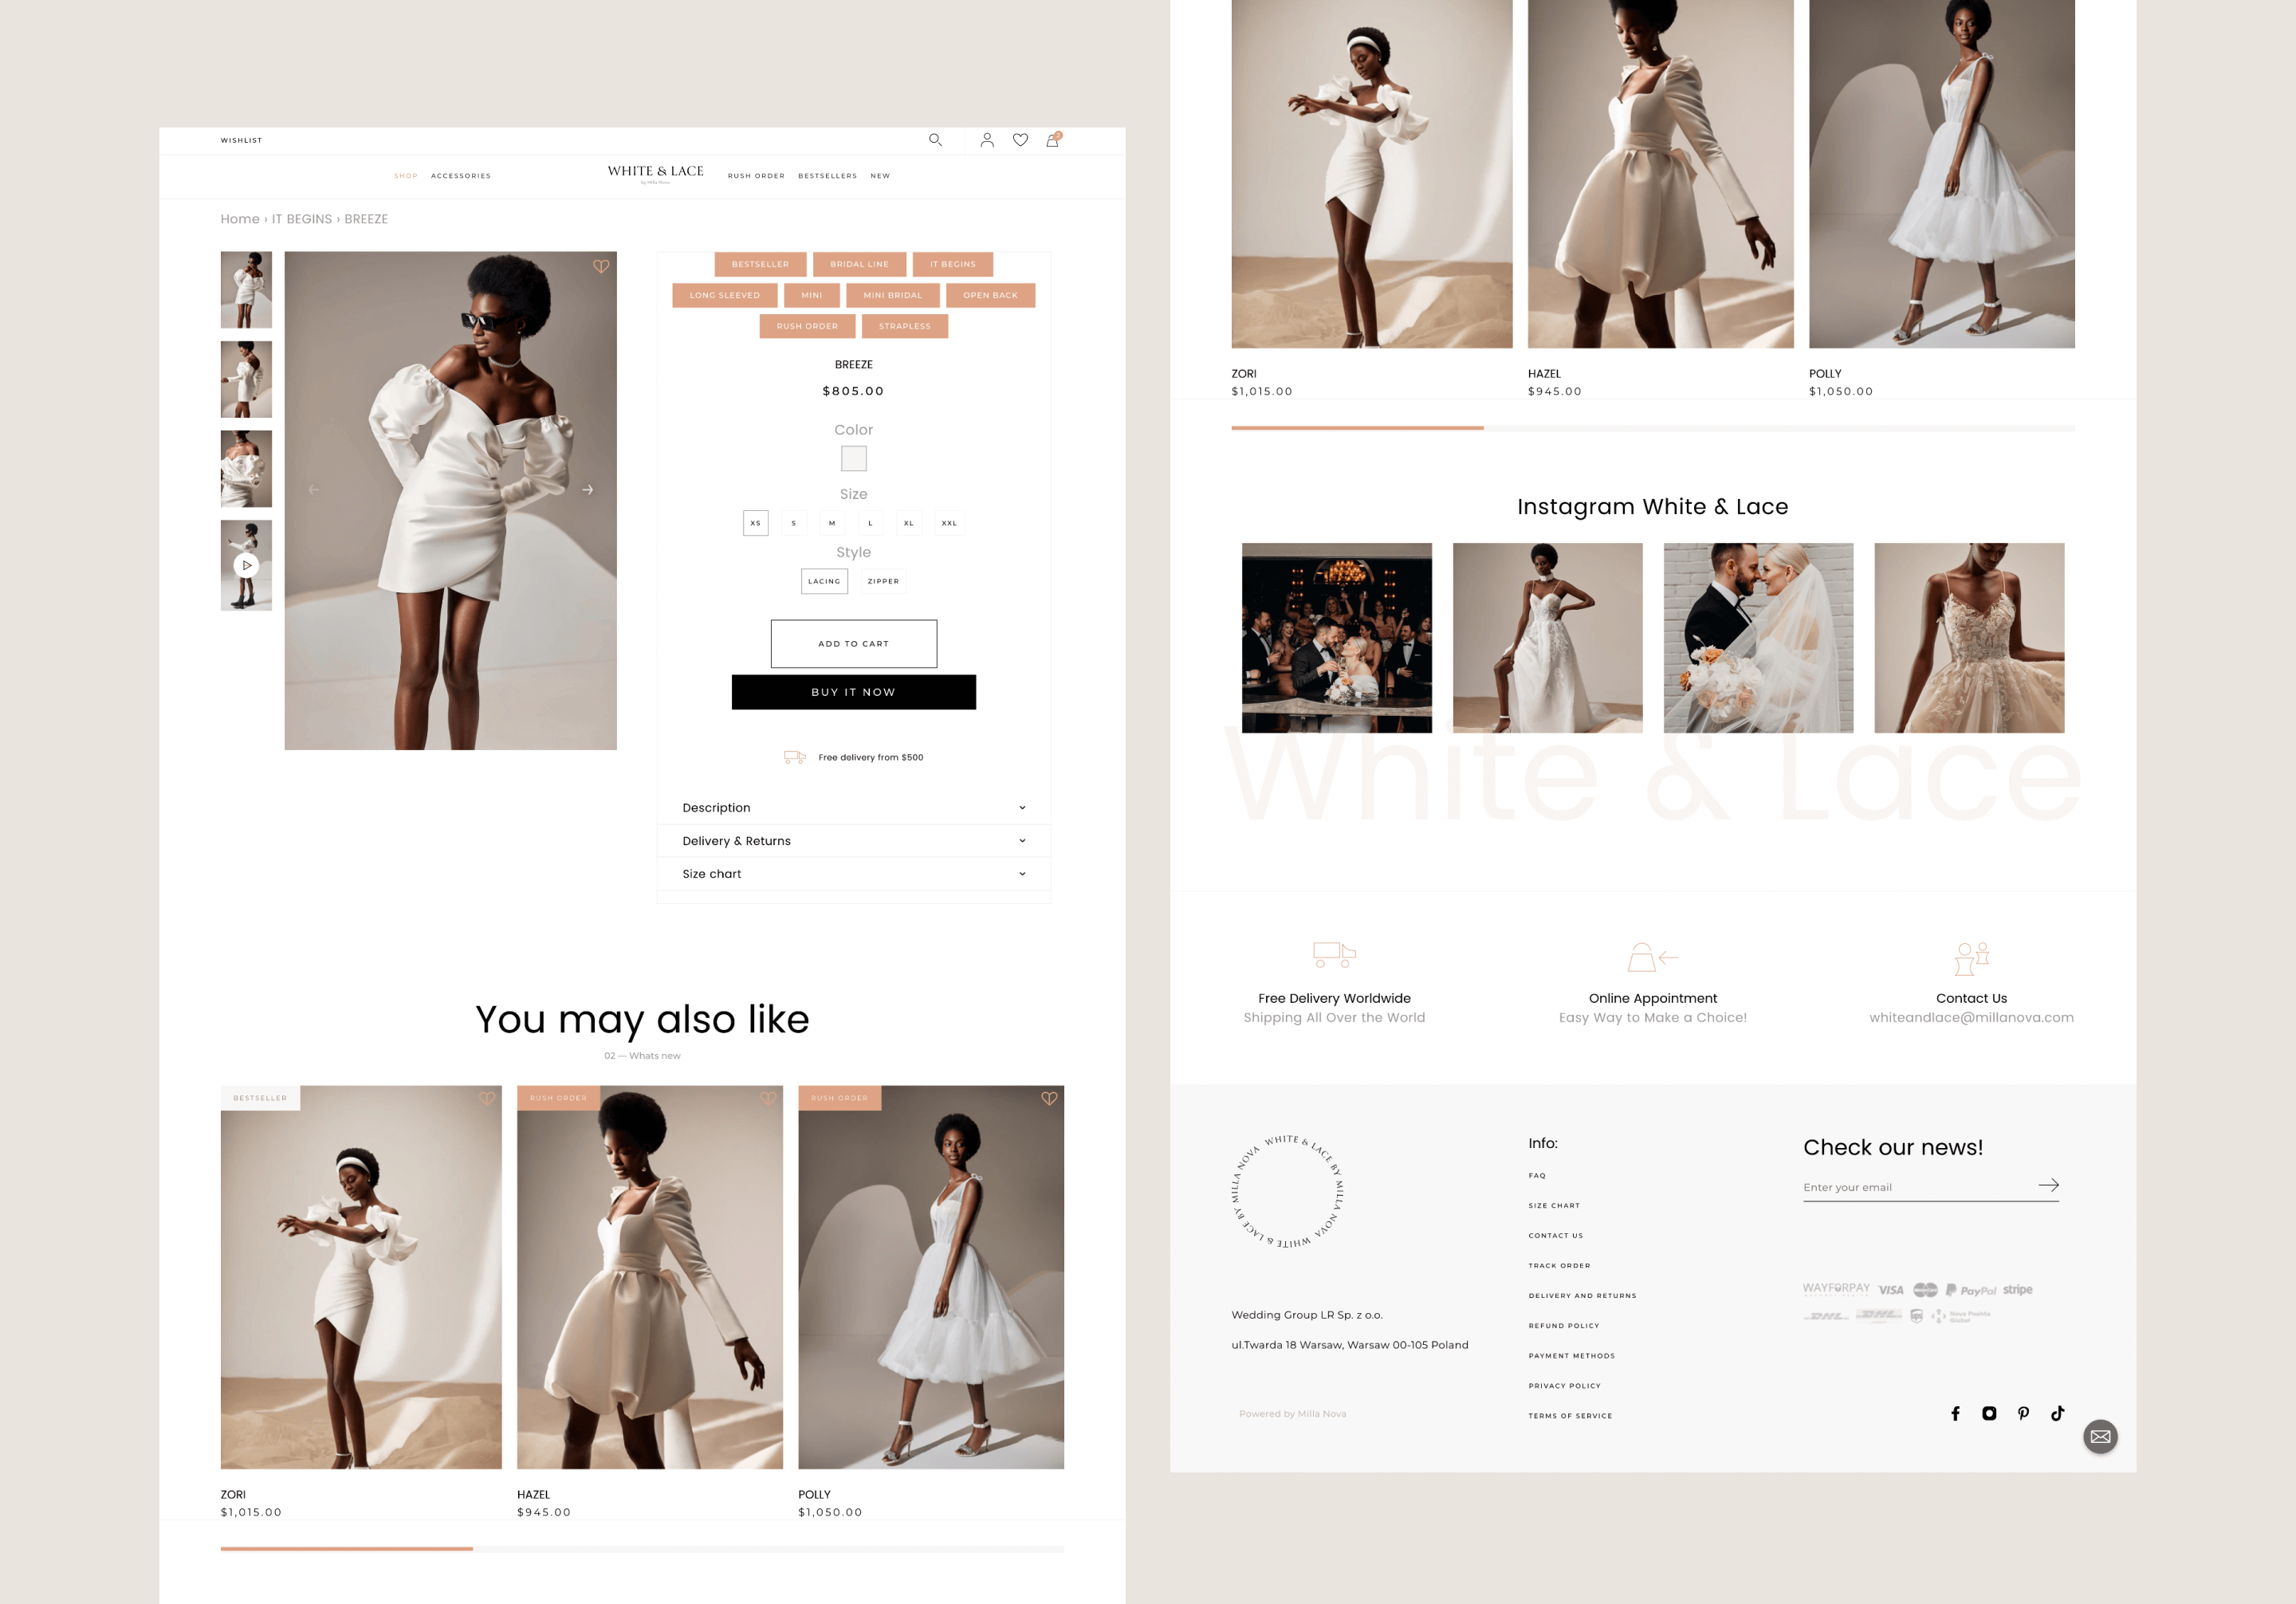 WISHLIST
2
SHOP ACCESSORIES WHITE & LACE RUSH ORDER BESTSELLERS NEW
by Milla Nova
Home › IT BEGINS › BREEZE
BESTSELLER BRIDAL LINE IT BEGINS
LONG SLEEVED MINI MINI BRIDAL OPEN BACK
RUSH ORDER STRAPLESS
BREEZE
$805.00
Color
Size
XS S M L XL XXL
Style
LACING ZIPPER
ADD TO CART
BUY IT NOW
Free delivery from $500
Description
Delivery & Returns
Size chart
You may also like
02 — Whats new
BESTSELLER RUSH ORDER RUSH ORDER
ZORI HAZEL POLLY
$1,015.00 $945.00 $1,050.00
ZORI HAZEL POLLY
$1,015.00 $945.00 $1,050.00
Instagram White & Lace
White & Lace
Free Delivery Worldwide Online Appointment Contact Us
Shipping All Over the World Easy Way to Make a Choice! whiteandlace@millanova.com
WHITE & LACE BY MILLA NOVA WHITE & LACE BY MILLA NOVA
Wedding Group LR Sp. z o.o.
ul.Twarda 18 Warsaw, Warsaw 00-105 Poland
Powered by Milla Nova
Info:
FAQ
SIZE CHART
CONTACT US
TRACK ORDER
DELIVERY AND RETURNS
REFUND POLICY
PAYMENT METHODS
PRIVACY POLICY
TERMS OF SERVICE
Check our news!
Enter your email
WAYFORPAY VISA PayPal stripe
DHL DHL ups Nova Poshta
Global